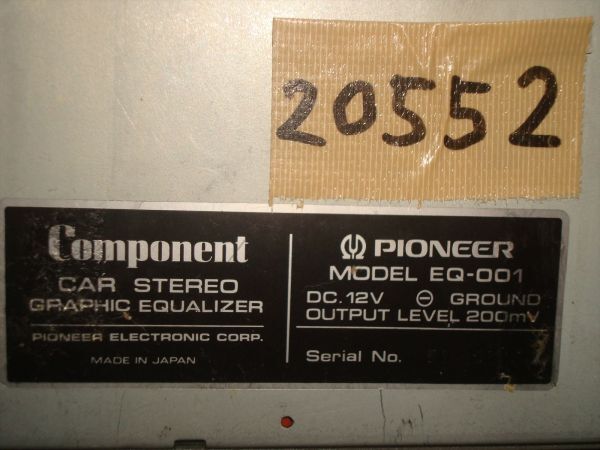 20552
Component
CAR STEREO
GRAPHIC EQUALIZER
PIONEER ELECTRONIC CORP.
MADE IN JAPAN
PIONEER
MODEL EQ-001
DC.12V ⊖ GROUND
OUTPUT LEVEL 200mV
Serial No.